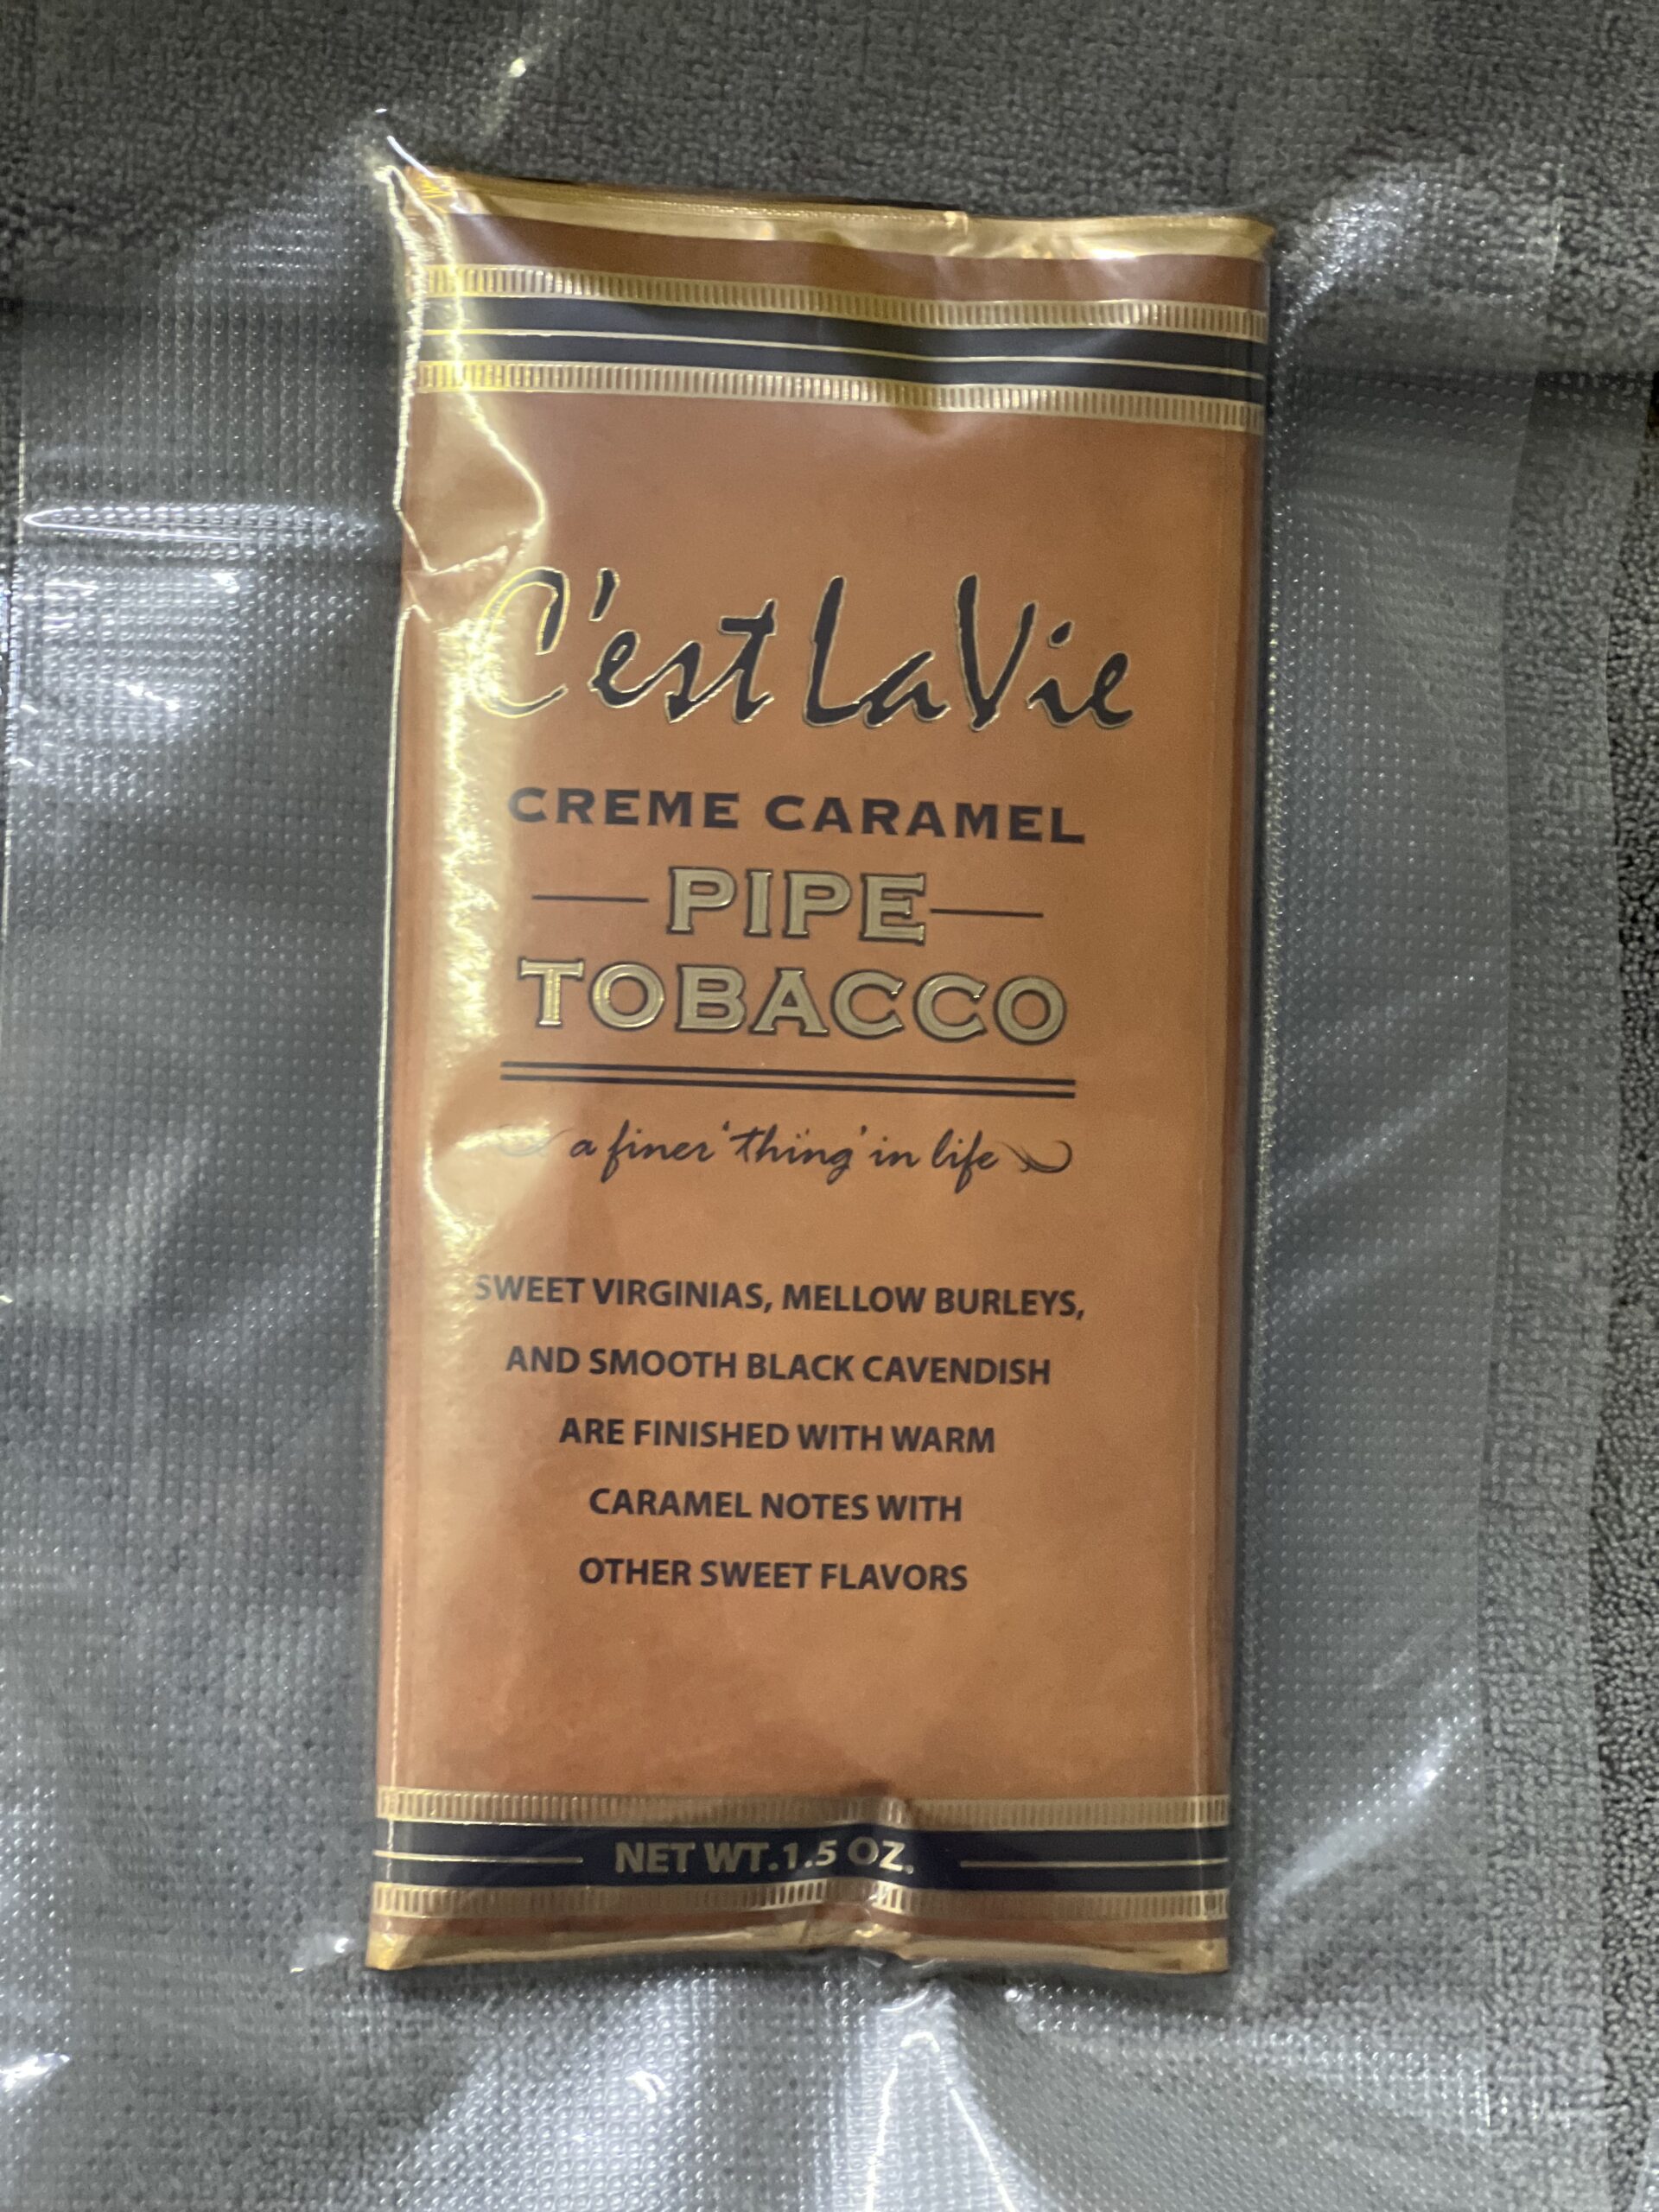 C'est La Vie
CREME CARAMEL
PIPE
TOBACCO
a finer 'thing' in life
SWEET VIRGINIAS, MELLOW BURLEYS,
AND SMOOTH BLACK CAVENDISH
ARE FINISHED WITH WARM
CARAMEL NOTES WITH
OTHER SWEET FLAVORS
NET WT.1.5 OZ.